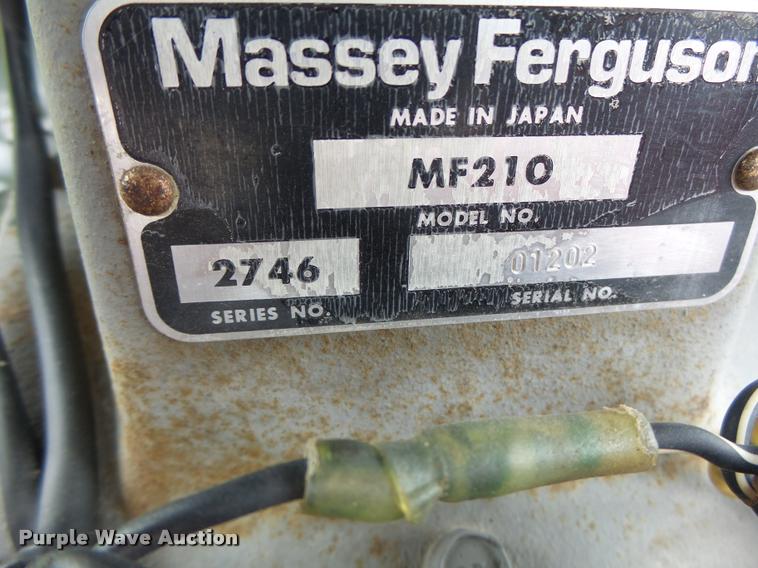 Massey Ferguson
MADE IN JAPAN
MF210
MODEL NO.
2746 01202
SERIES NO. SERIAL NO.
Purple Wave Auction